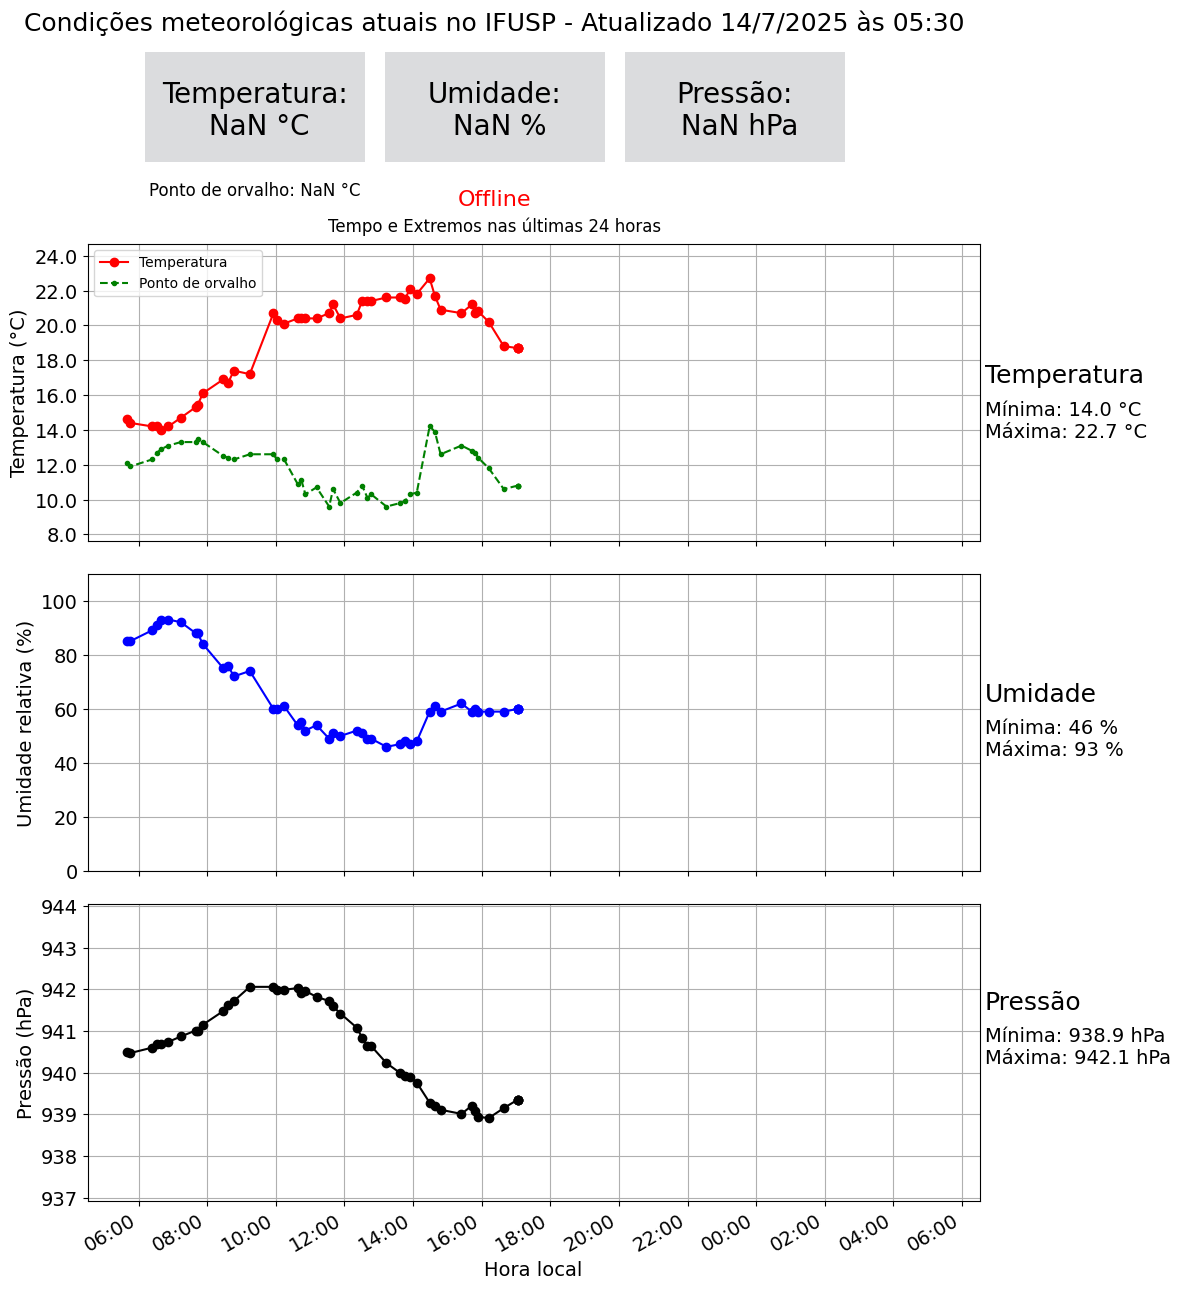 Condições meteorológicas atuais no IFUSP - Atualizado 14/7/2025 às 05:30
Temperatura:
NaN °C
Umidade:
NaN %
Pressão:
NaN hPa
Ponto de orvalho: NaN °C
Offline
Tempo e Extremos nas últimas 24 horas
Temperatura
Ponto de orvalho
Temperatura (°C)
24.0
22.0
20.0
18.0
16.0
14.0
12.0
10.0
8.0
Temperatura
Mínima: 14.0 °C
Máxima: 22.7 °C
Umidade relativa (%)
100
80
60
40
20
0
Umidade
Mínima: 46 %
Máxima: 93 %
Pressão (hPa)
944
943
942
941
940
939
938
937
Pressão
Mínima: 938.9 hPa
Máxima: 942.1 hPa
06:00 08:00 10:00 12:00 14:00 16:00 18:00 20:00 22:00 00:00 02:00 04:00 06:00
Hora local